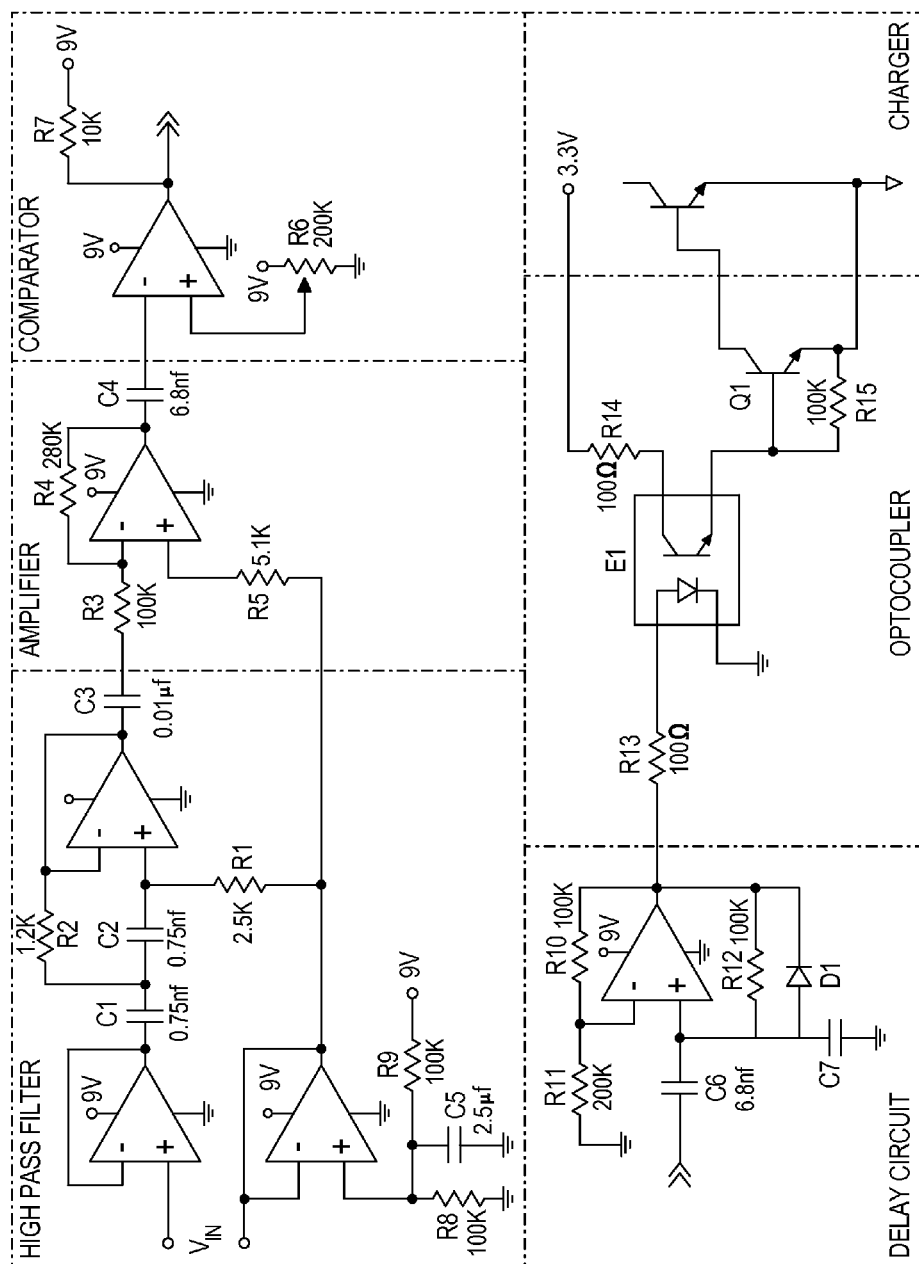 HIGH PASS FILTER
V_IN
9V
C1
0.75nf
1.2K
R2
C2
0.75nf
-
+
R1
2.5K
9V
-
+
R8
100K
C5
2.5µf
R9
100K
9V
-
+
C3
0.01µf
AMPLIFIER
R3
100K
R4
280K
9V
-
+
R5
5.1K
C4
6.8nf
COMPARATOR
9V
-
+
9V
R6
200K
R7
10K
9V
DELAY CIRCUIT
R11
200K
R10
100K
9V
-
+
C6
6.8nf
R12
100K
D1
C7
OPTOCOUPLER
R13
100Ω
E1
100Ω
R14
Q1
100K
R15
CHARGER
3.3V